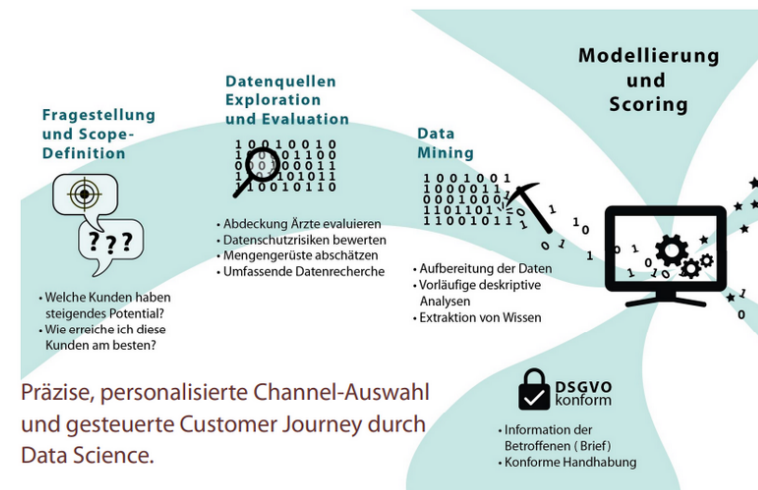 Fragestellung
und Scope-
Definition
???
• Welche Kunden haben
steigendes Potential?
• Wie erreiche ich diese
Kunden am besten?
Datenquellen
Exploration
und Evaluation
• Abdeckung Ärzte evaluieren
• Datenschutzrisiken bewerten
• Mengengerüste abschätzen
• Umfassende Datenrecherche
Data
Mining
1001001
• Aufbereitung der Daten
• Vorläufige deskriptive
Analysen
• Extraktion von Wissen
Modellierung
und
Scoring
DSGVO
konform
• Information der
Betroffenen ( Brief )
• Konforme Handhabung
Präzise, personalisierte Channel-Auswahl
und gesteuerte Customer Journey durch
Data Science.